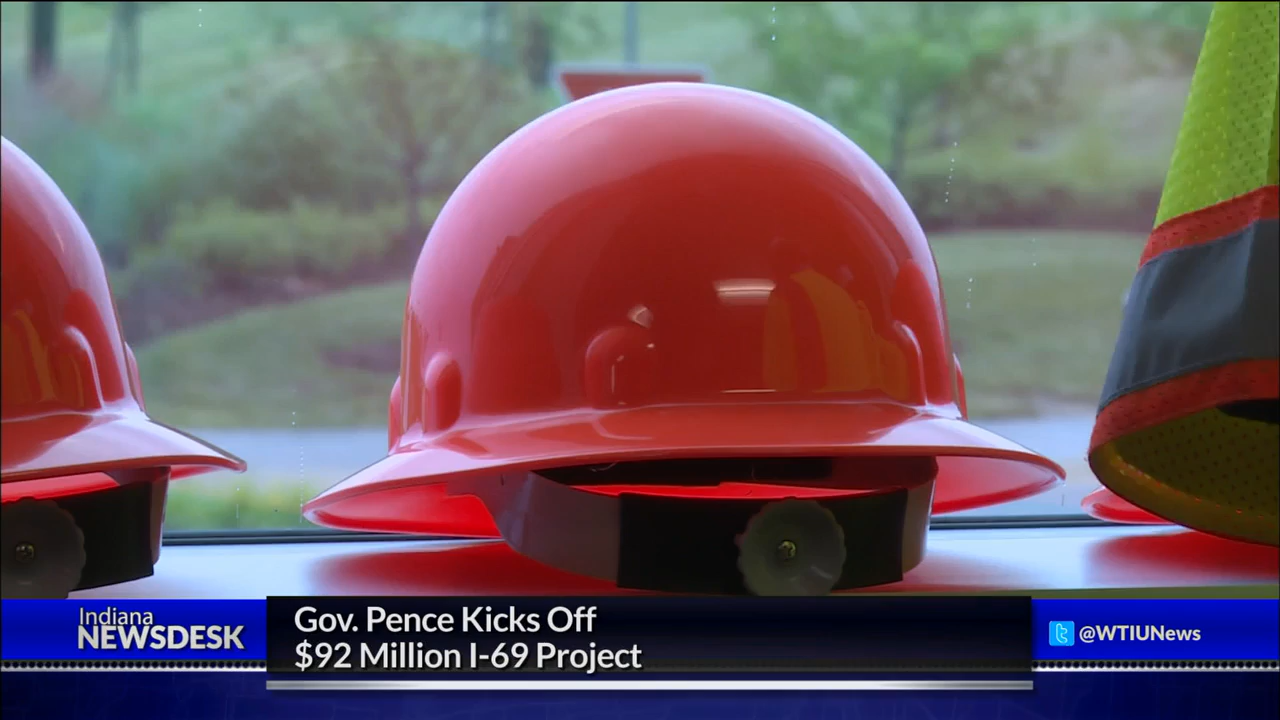 Indiana
NEWSDESK
Gov. Pence Kicks Off
$92 Million I-69 Project
@WTIUNews